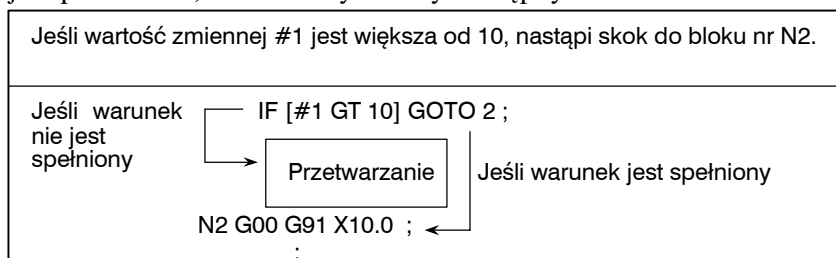 Jeśli wartość zmiennej #1 jest większa od 10, nastąpi skok do bloku nr N2.
Jeśli warunek
nie jest
spełniony
IF [#1 GT 10] GOTO 2 ;
Przetwarzanie
Jeśli warunek jest spełniony
N2 G00 G91 X10.0 ;
: